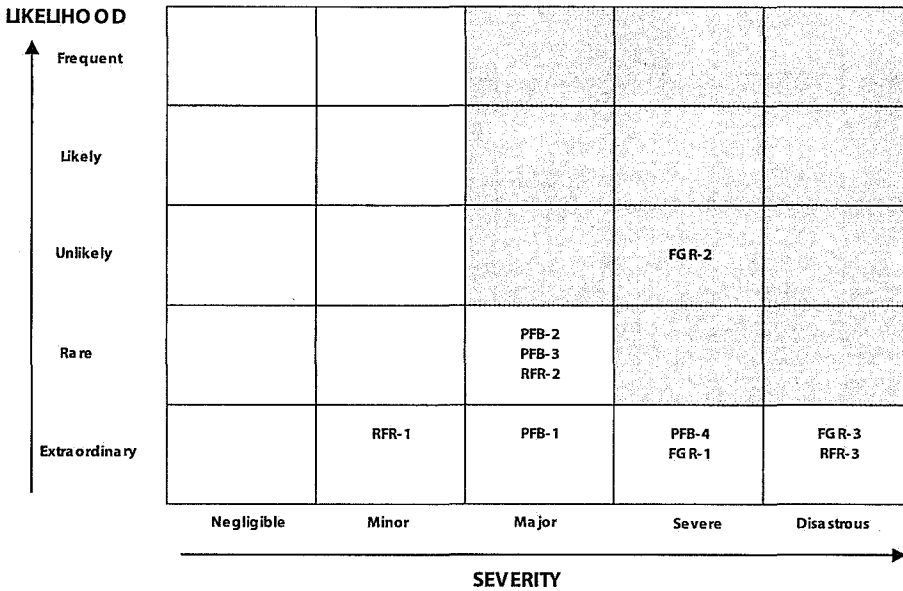 LIKELIHOOD
Frequent
Likely
Unlikely
FGR-2
Rare
PFB-2
PFB-3
RFR-2
Extraordinary
RFR-1
PFB-1
PFB-4
FGR-1
FGR-3
RFR-3
Negligible
Minor
Major
Severe
Disastrous
SEVERITY